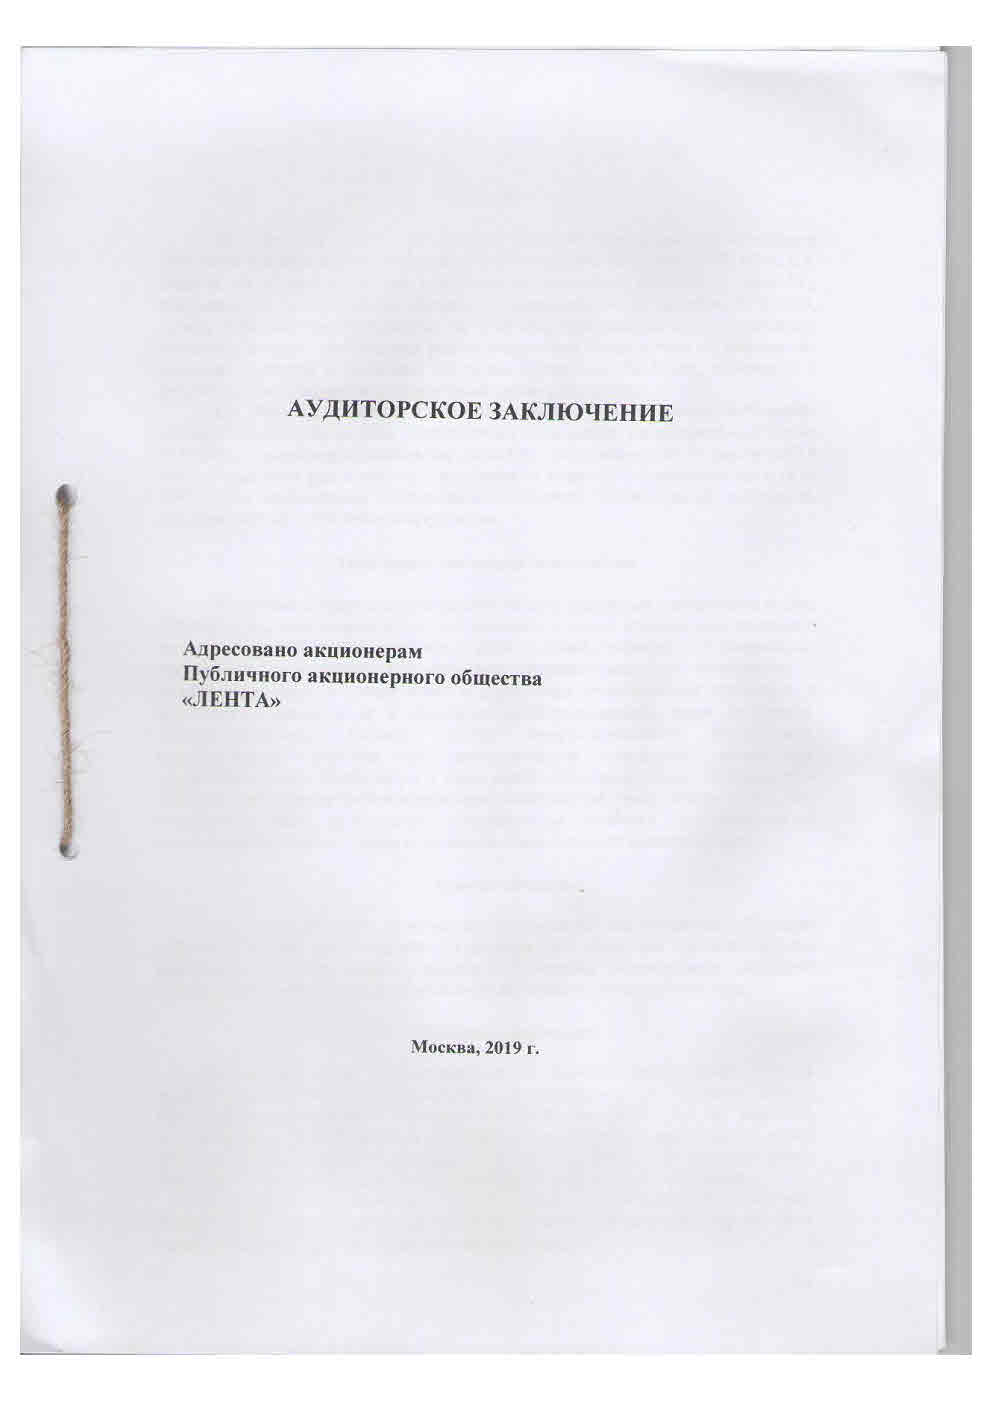 АУДИТОРСКОЕ ЗАКЛЮЧЕНИЕ
Адресовано акционерам
Публичного акционерного общества
«ЛЕНТА»
Москва, 2019 г.